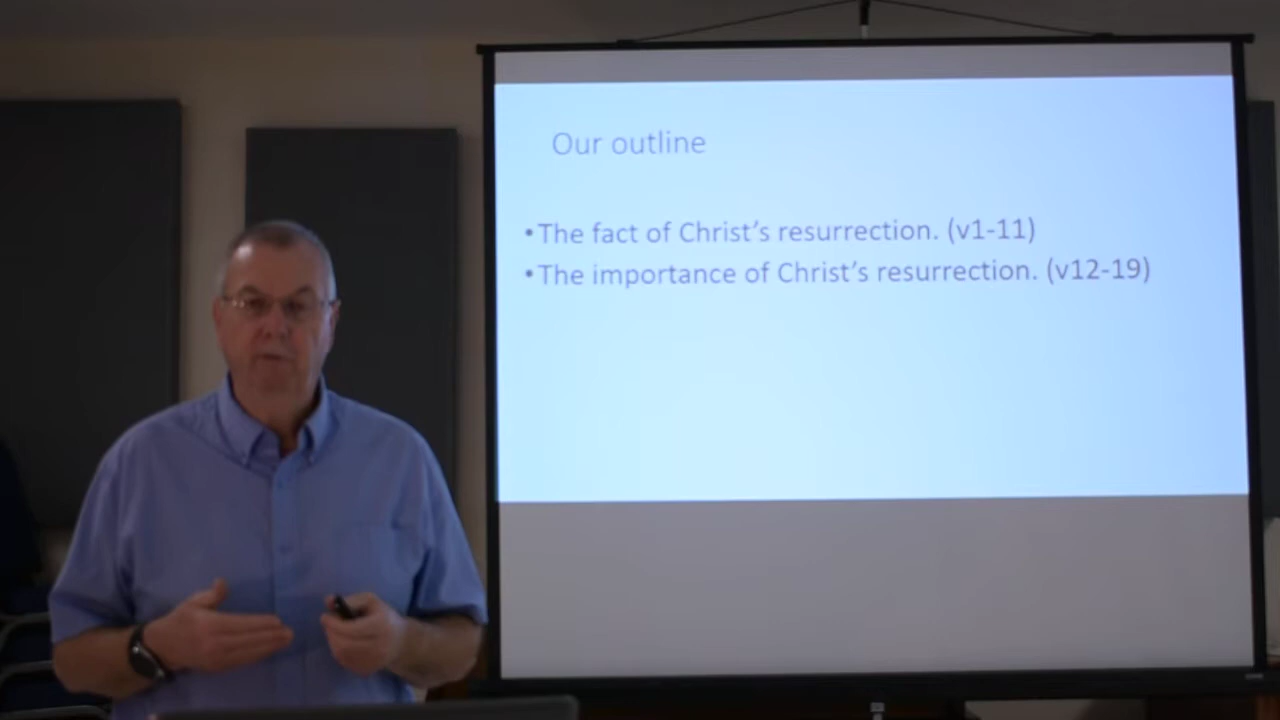 Our outline
•The fact of Christ's resurrection. (v1-11)
•The importance of Christ's resurrection. (v12-19)